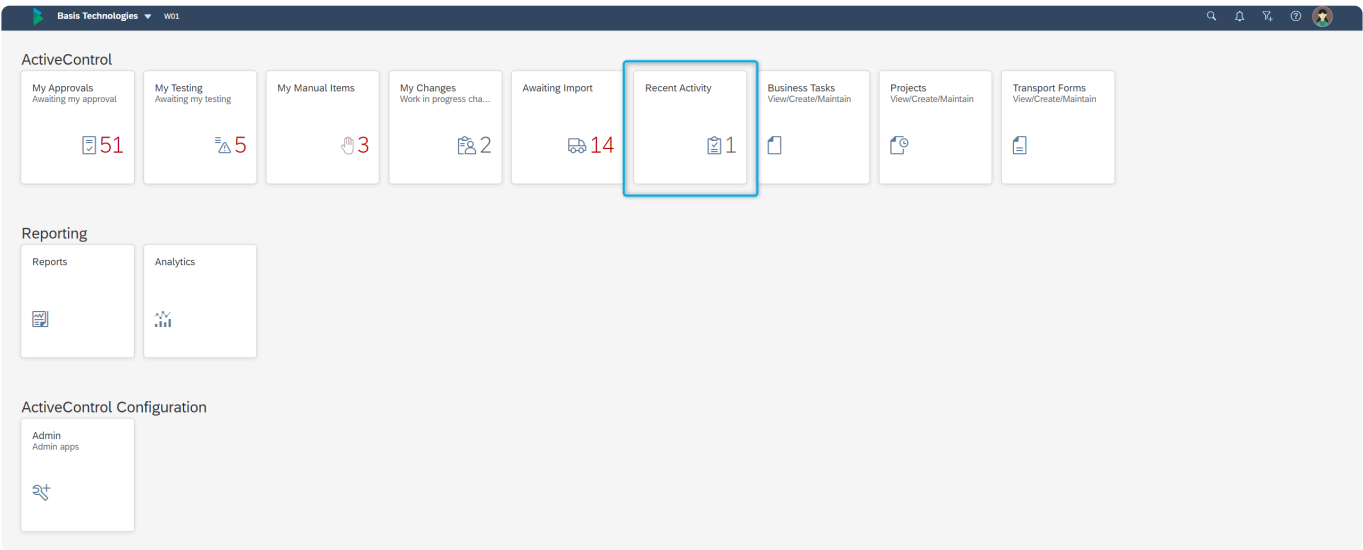 Basis Technologies W01
ActiveControl
My Approvals
Awaiting my approval
51
My Testing
Awaiting my testing
5
My Manual Items
3
My Changes
Work in progress cha...
2
Awaiting Import
14
Recent Activity
1
Business Tasks
View/Create/Maintain
Projects
View/Create/Maintain
Transport Forms
View/Create/Maintain
Reporting
Reports
Analytics
ActiveControl Configuration
Admin
Admin apps